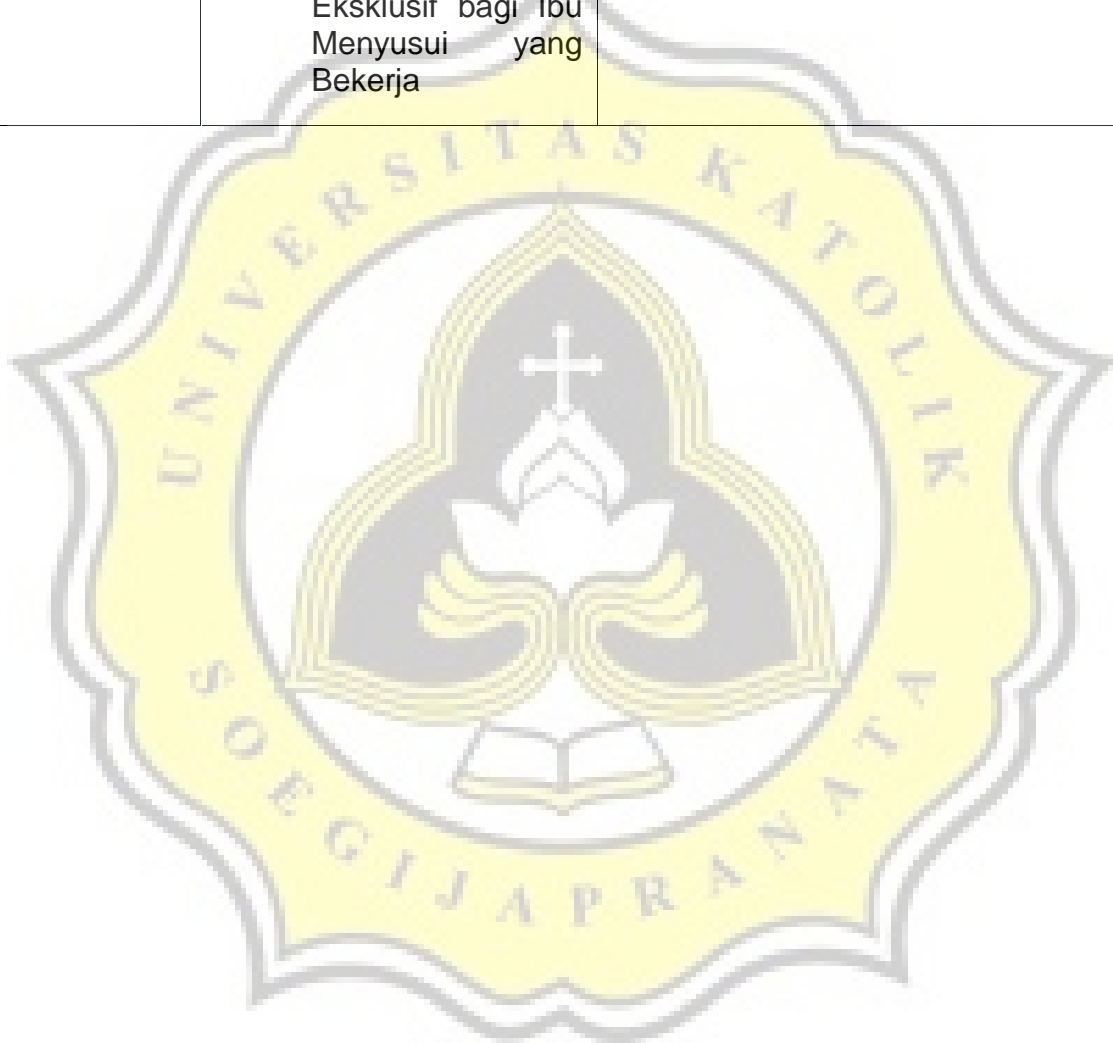 Eksklusif bagi Ibu
Menyusui yang
Bekerja
UNIVERSITAS KATOLIK
SOEGIJAPRANATA